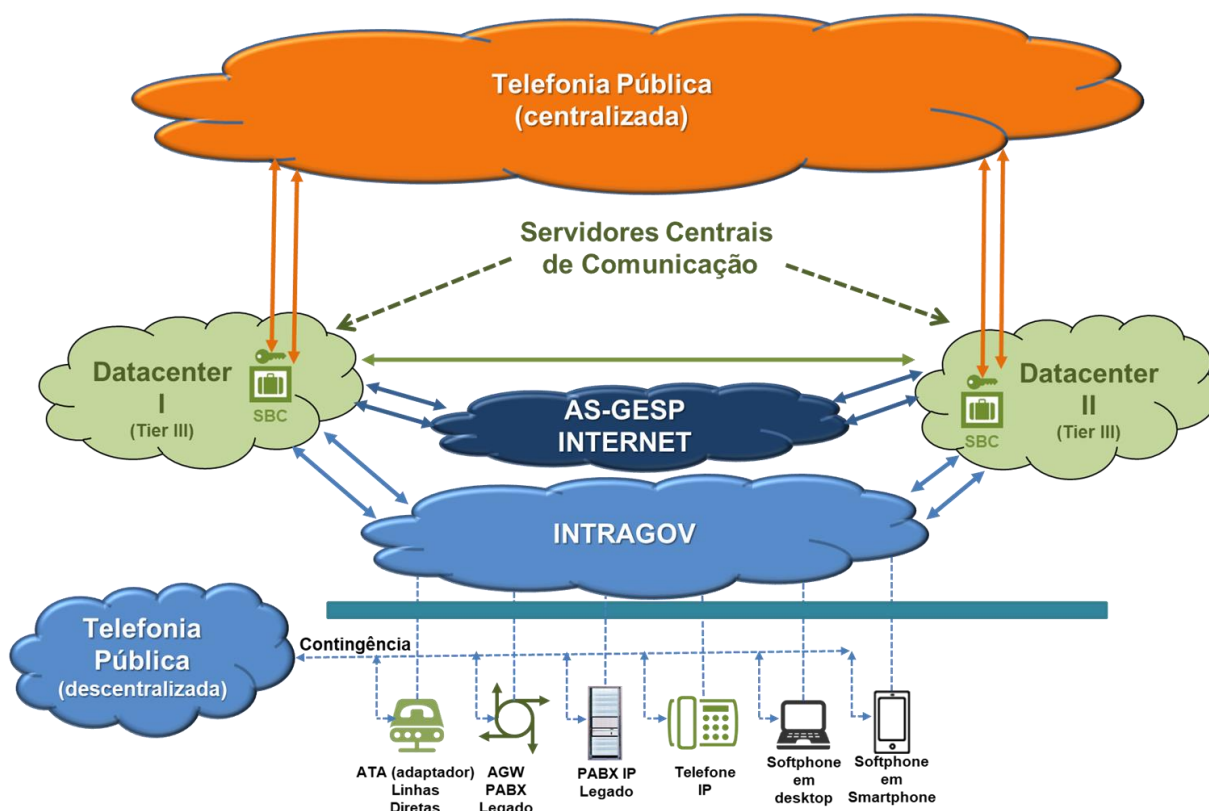 Telefonia Pública
(centralizada)
Servidores Centrais
de Comunicação
Datacenter
I
(Tier III)
SBC
AS-GESP
INTERNET
Datacenter
II
(Tier III)
SBC
INTRAGOV
Telefonia
Pública
(descentralizada)
Contingência
ATA (adaptador)
Linhas
Diretas
AGW
PABX
Legado
PABX IP
Legado
Telefone
IP
Softphone
em
desktop
Softphone
em
Smartphone